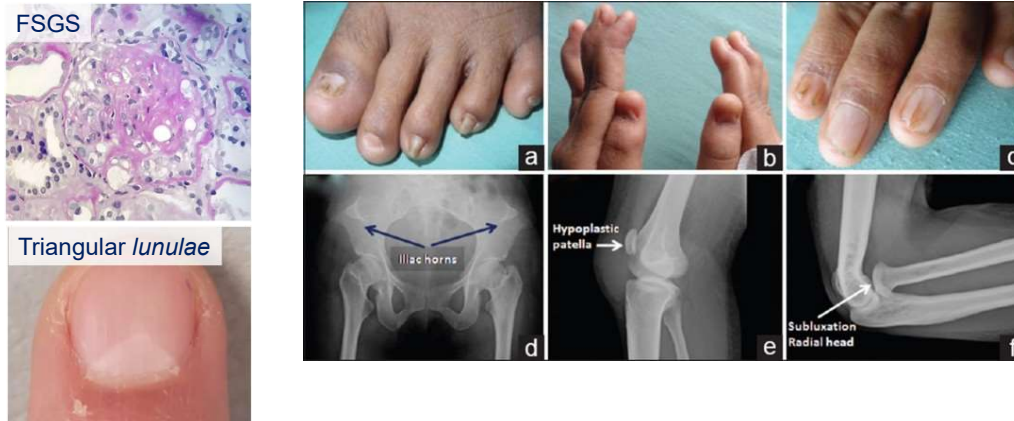 FSGS
Triangular lunulae
a
b
c
Iliac horns
d
Hypoplastic
patella
e
Subluxation
Radial head
f